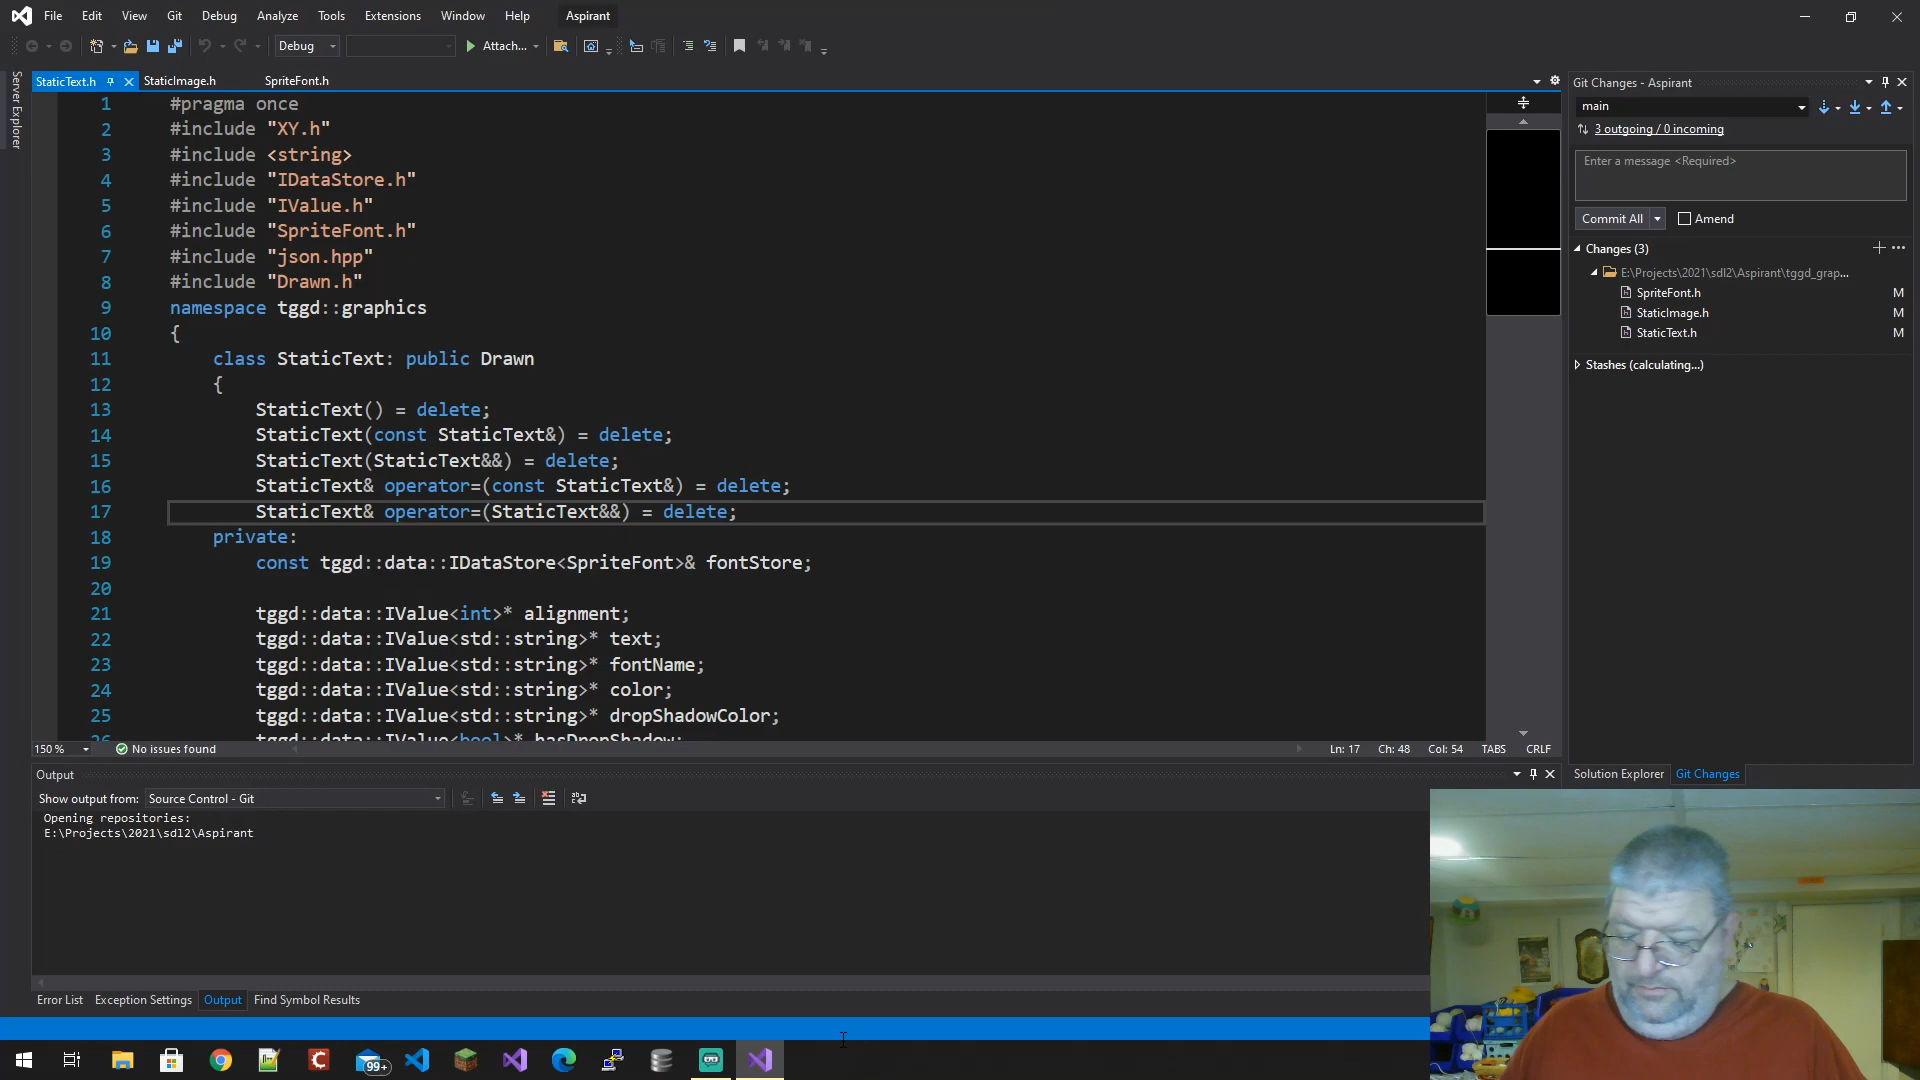 File Edit View Git Debug Analyze Tools Extensions Window Help Aspirant
Debug Attach...
Server Explorer
StaticText.h StaticImage.h SpriteFont.h
1 #pragma once
2 #include "XY.h"
3 #include <string>
4 #include "IDataStore.h"
5 #include "IValue.h"
6 #include "SpriteFont.h"
7 #include "json.hpp"
8 #include "Drawn.h"
9 namespace tggd::graphics
10 {
11 class StaticText: public Drawn
12 {
13 StaticText() = delete;
14 StaticText(const StaticText&) = delete;
15 StaticText(StaticText&&) = delete;
16 StaticText& operator=(const StaticText&) = delete;
17 StaticText& operator=(StaticText&&) = delete;
18 private:
19 const tggd::data::IDataStore<SpriteFont>& fontStore;
20
21 tggd::data::IValue<int>* alignment;
22 tggd::data::IValue<std::string>* text;
23 tggd::data::IValue<std::string>* fontName;
24 tggd::data::IValue<std::string>* color;
25 tggd::data::IValue<std::string>* dropShadowColor;
26 tggd::data::IValue<bool>* hasDropShadow;
150 % No issues found Ln: 17 Ch: 48 Col: 54 TABS CRLF
Output
Show output from: Source Control - Git
Opening repositories:
E:\Projects\2021\sdl2\Aspirant
Error List Exception Settings Output Find Symbol Results
Git Changes - Aspirant
main
3 outgoing / 0 incoming
Enter a message <Required>
Commit All Amend
Changes (3)
E:\Projects\2021\sdl2\Aspirant\tggd_grap...
SpriteFont.h M
StaticImage.h M
StaticText.h M
Stashes (calculating...)
Solution Explorer Git Changes
99+